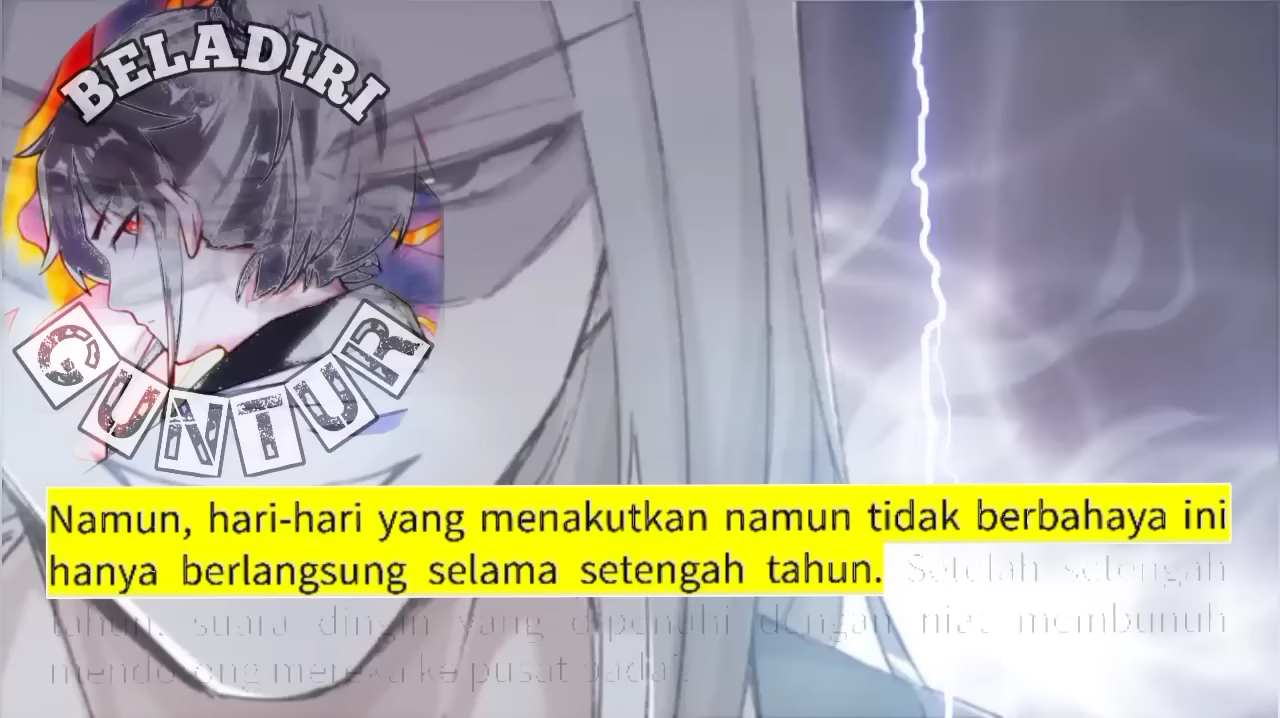 BELADIRI
GUNTUR
Namun, hari-hari yang menakutkan namun tidak berbahaya ini
hanya berlangsung selama setengah tahun. Setelah setengah
tahun, suara dingin yang dipenuhi dengan niat membunuh
mendorong mereka ke pusat badai.